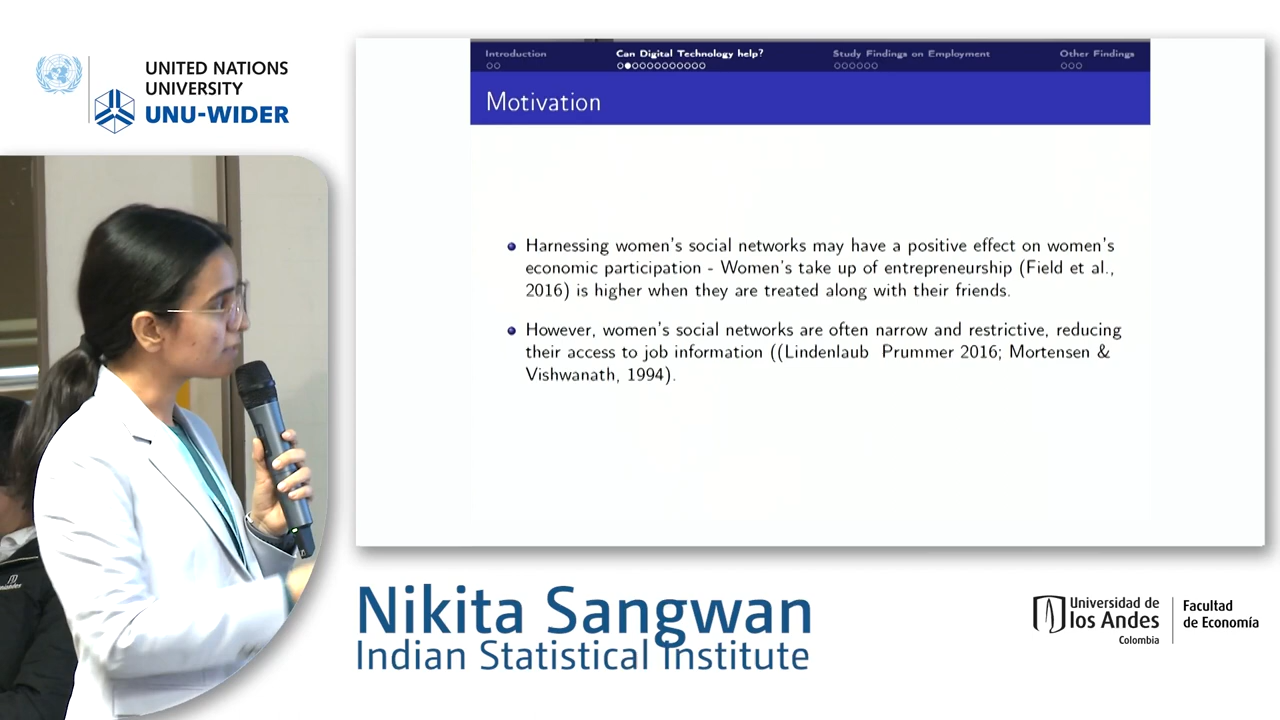 UNITED NATIONS
UNIVERSITY
UNU-WIDER
Introduction
Can Digital Technology help?
Study Findings on Employment
Other Findings
Motivation
Harnessing women's social networks may have a positive effect on women's
economic participation - Women's take up of entrepreneurship (Field et al.,
2016) is higher when they are treated along with their friends.
However, women's social networks are often narrow and restrictive, reducing
their access to job information ((Lindenlaub Prummer 2016; Mortensen &
Vishwanath, 1994).
Nikita Sangwan
Indian Statistical Institute
Universidad de
los Andes
Colombia
Facultad
de Economía